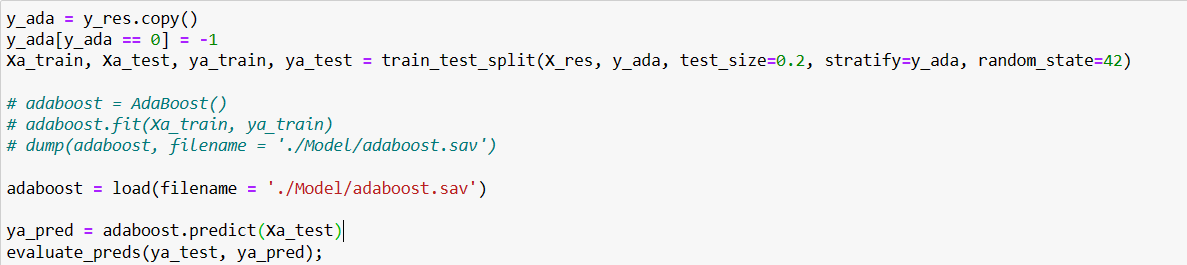 y_ada = y_res.copy()
y_ada[y_ada == 0] = -1
Xa_train, Xa_test, ya_train, ya_test = train_test_split(X_res, y_ada, test_size=0.2, stratify=y_ada, random_state=42)
# adaboost = AdaBoost()
# adaboost.fit(Xa_train, ya_train)
# dump(adaboost, filename = './Model/adaboost.sav')
adaboost = load(filename = './Model/adaboost.sav')
ya_pred = adaboost.predict(Xa_test)
evaluate_preds(ya_test, ya_pred);